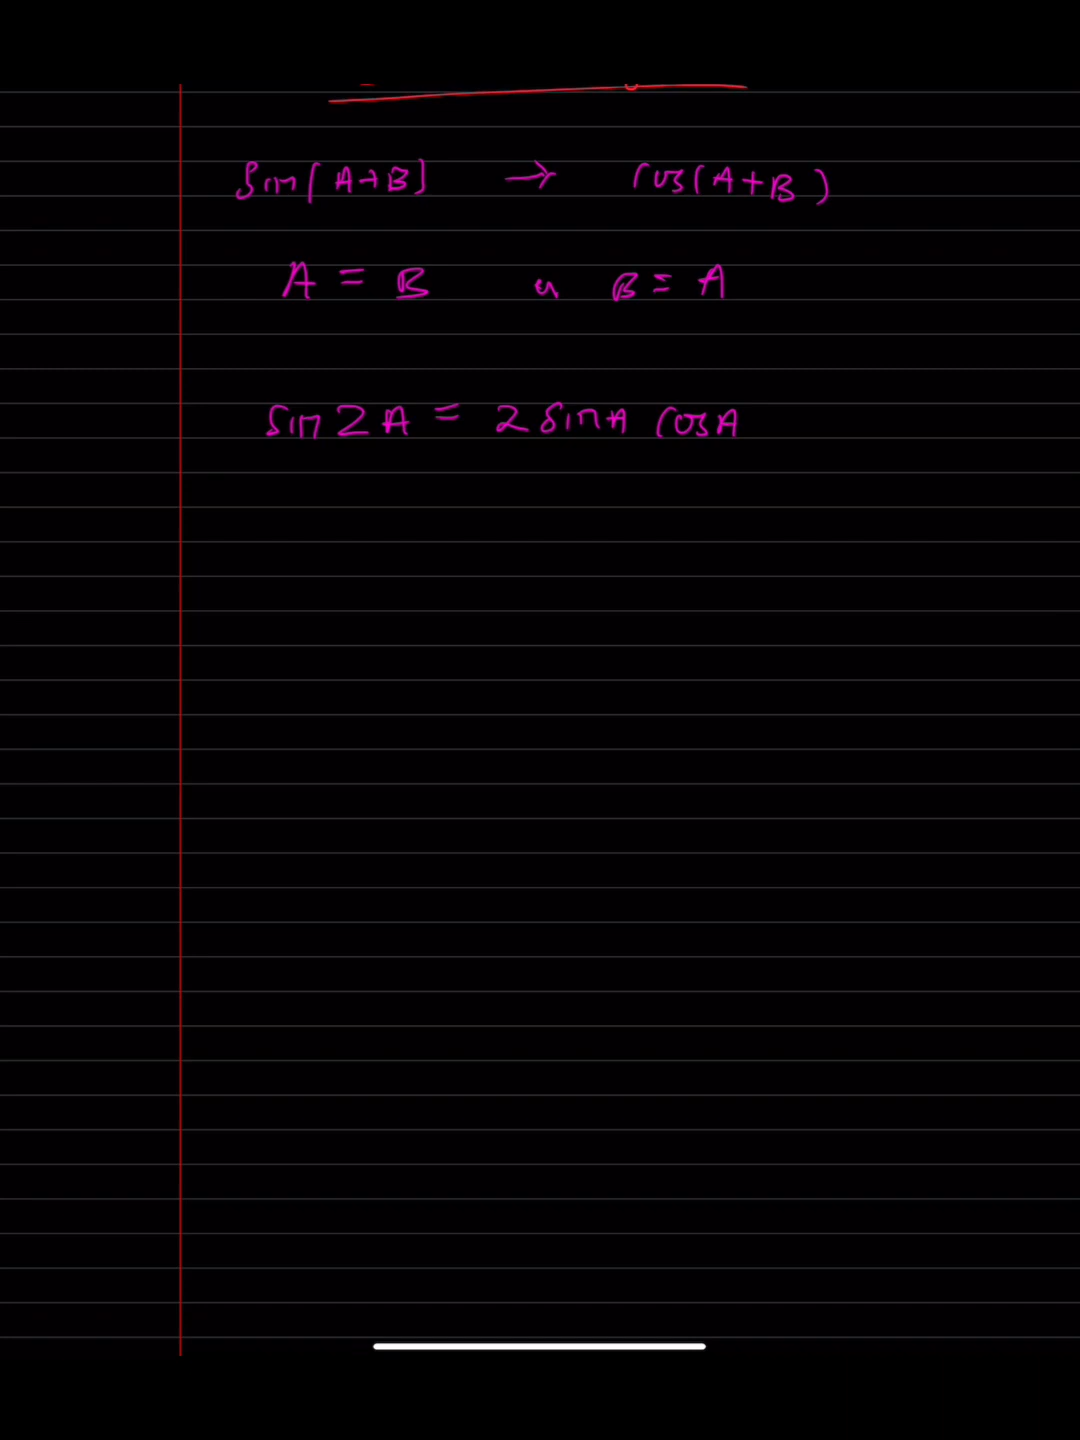 Sin(A+B) → Cos(A+B)
A = B or B = A
Sin 2A = 2 SinA CosA